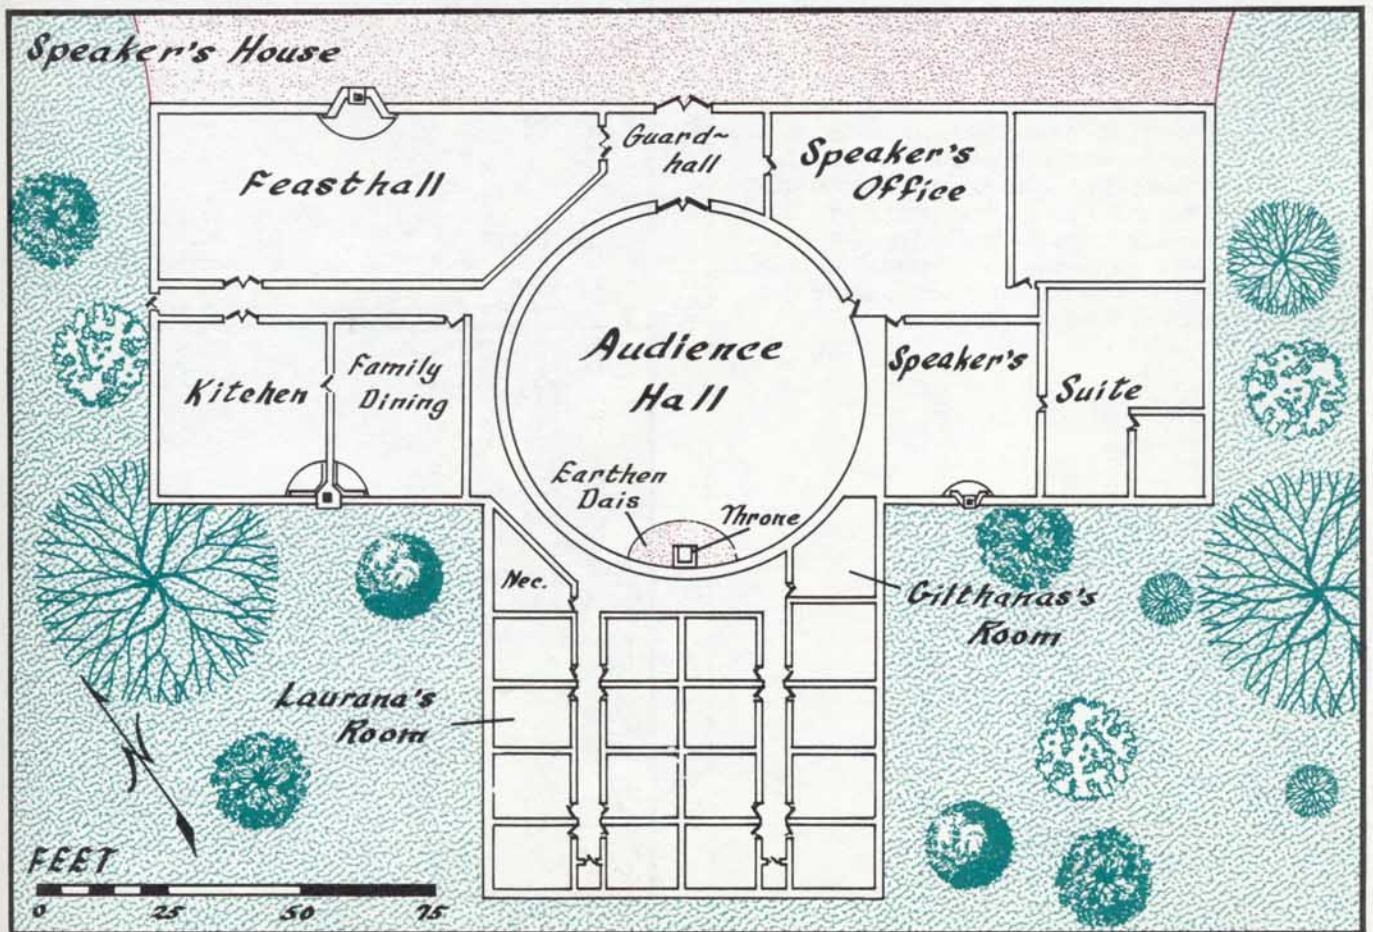 Speaker's House
Guard~
hall
Feasthall
Speaker's
Office
Audience
Hall
Kitchen
Family
Dining
Speaker's
Suite
Earthen
Dais
Throne
Nec.
Gilthanas's
Room
Laurana's
Room
N
FEET
0 25 50 75